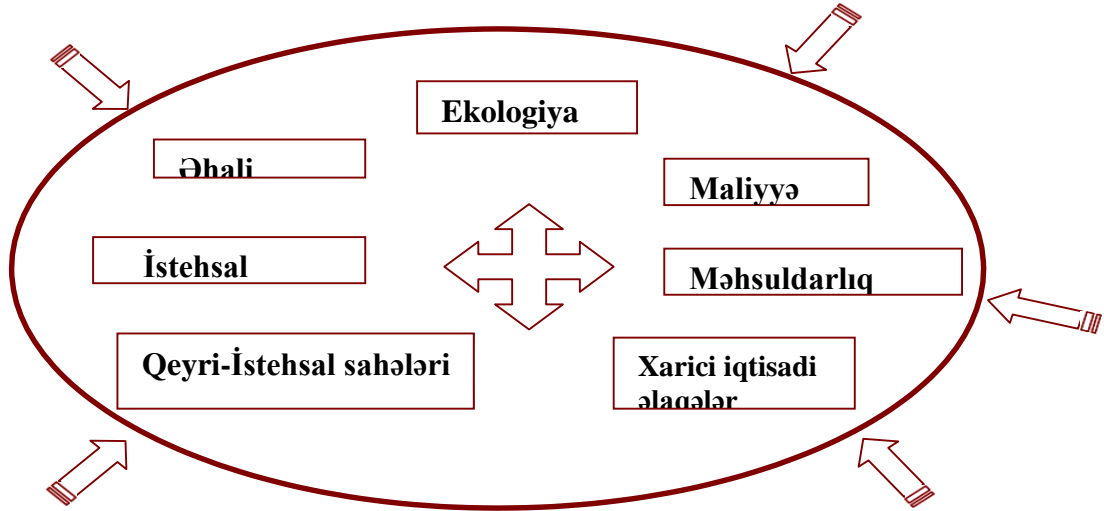 Ekologiya
Əhali
Maliyyə
İstehsal
Məhsuldarlıq
Qeyri-İstehsal sahələri
Xarici iqtisadi
əlaqələr